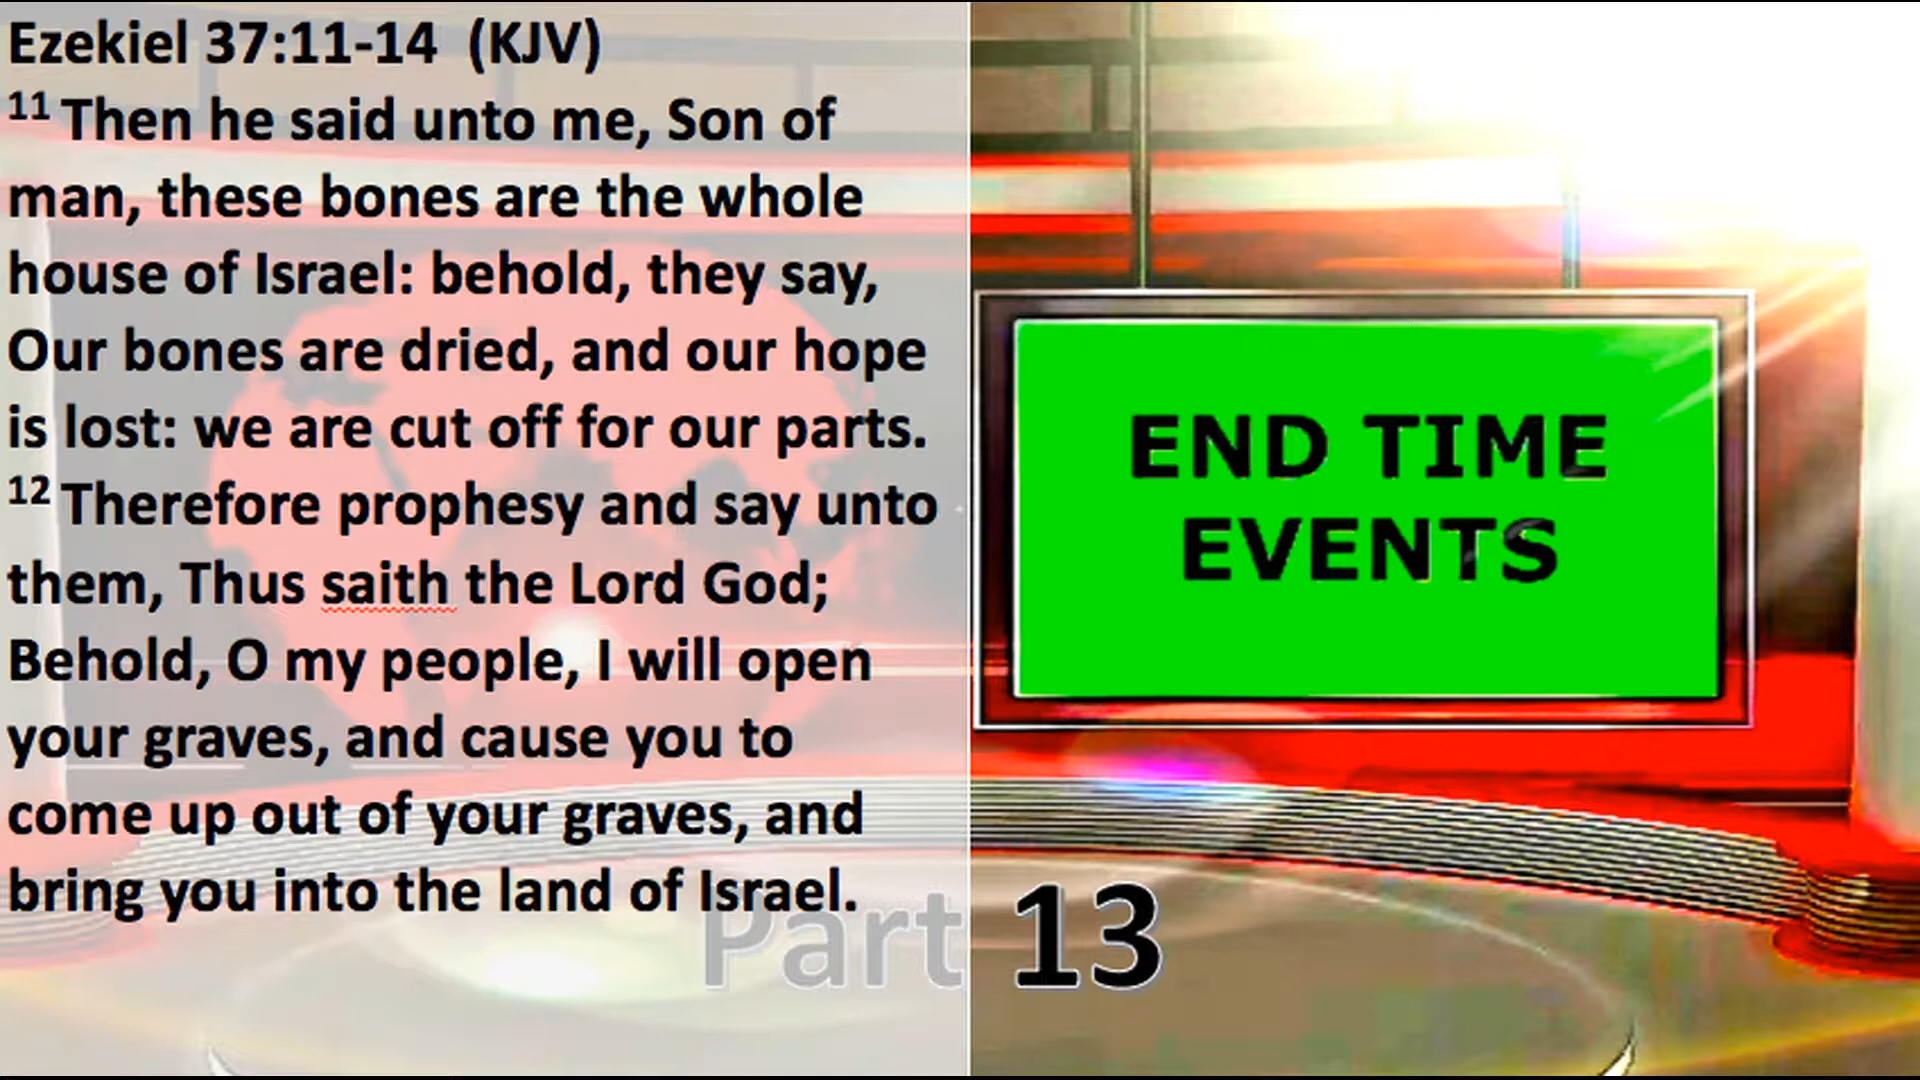 Ezekiel 37:11-14  (KJV)
11 Then he said unto me, Son of
man, these bones are the whole
house of Israel: behold, they say,
Our bones are dried, and our hope
is lost: we are cut off for our parts.
12 Therefore prophesy and say unto
them, Thus saith the Lord God;
Behold, O my people, I will open
your graves, and cause you to
come up out of your graves, and
bring you into the land of Israel.
END TIME
EVENTS
Part 13